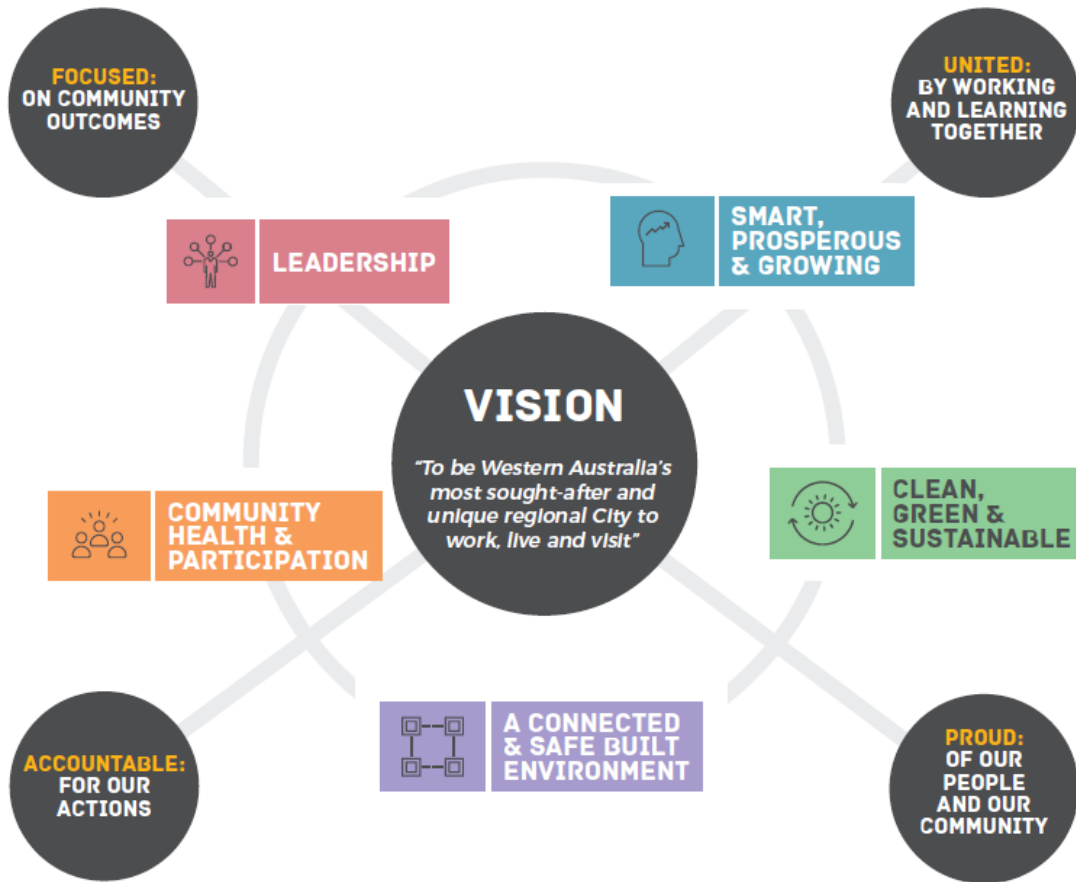 FOCUSED:
ON COMMUNITY
OUTCOMES
UNITED:
BY WORKING
AND LEARNING
TOGETHER
LEADERSHIP
SMART,
PROSPEROUS
& GROWING
VISION
"To be Western Australia's
most sought-after and
unique regional City to
work, live and visit"
COMMUNITY
HEALTH &
PARTICIPATION
CLEAN,
GREEN &
SUSTAINABLE
A CONNECTED
& SAFE BUILT
ENVIRONMENT
ACCOUNTABLE:
FOR OUR
ACTIONS
PROUD:
OF OUR
PEOPLE
AND OUR
COMMUNITY